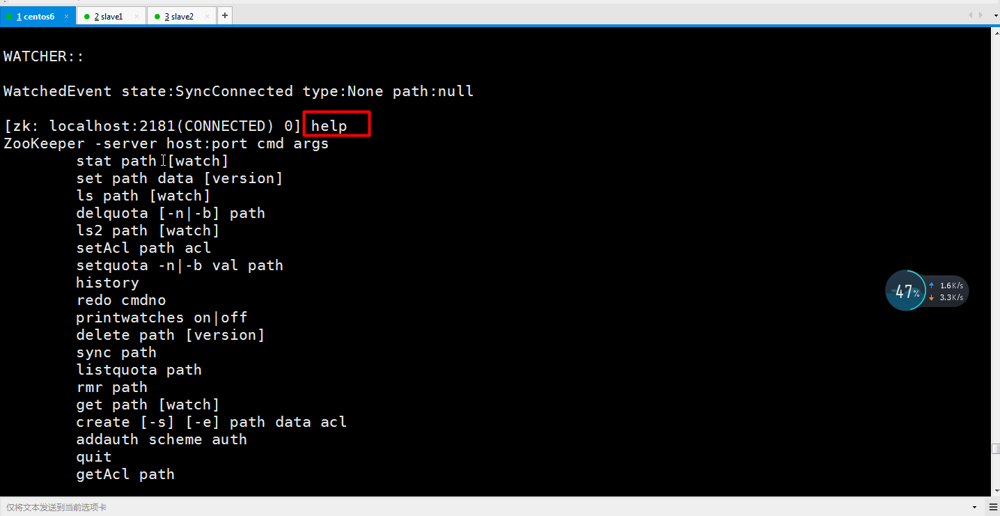 1 centos6
2 slave1
3 slave2
WATCHER::
WatchedEvent state:SyncConnected type:None path:null
[zk: localhost:2181(CONNECTED) 0] help
ZooKeeper -server host:port cmd args
stat path [watch]
set path data [version]
ls path [watch]
delquota [-n|-b] path
ls2 path [watch]
setAcl path acl
setquota -n|-b val path
history
redo cmdno
printwatches on|off
delete path [version]
sync path
listquota path
rmr path
get path [watch]
create [-s] [-e] path data acl
addauth scheme auth
quit
getAcl path
47%
1.6K/s
3.3K/s
仅将文本发送到当前选项卡